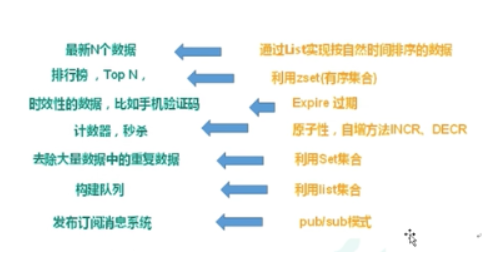 最新N个数据 通过List实现按自然时间排序的数据
排行榜，Top N， 利用zset(有序集合)
时效性的数据，比如手机验证码 Expire 过期
计数器，秒杀 原子性，自增方法INCR、DECR
去除大量数据中的重复数据 利用Set集合
构建队列 利用list集合
发布订阅消息系统 pub/sub模式